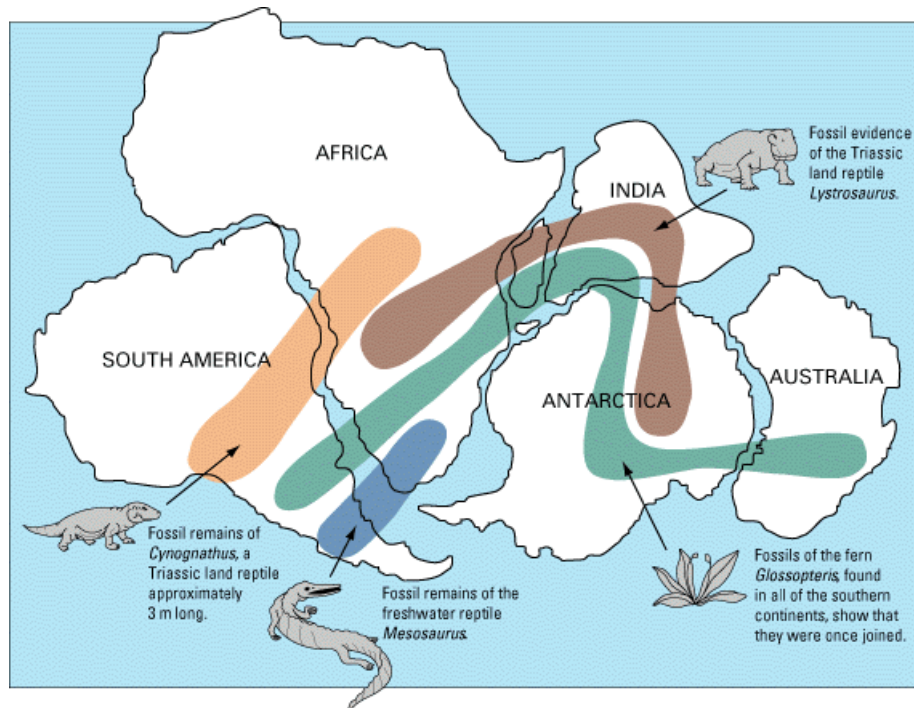 AFRICA
Fossil evidence
of the Triassic
land reptile
Lystrosaurus.
INDIA
SOUTH AMERICA
ANTARCTICA
AUSTRALIA
Fossil remains of
Cynognathus, a
Triassic land reptile
approximately
3 m long.
Fossil remains of the
freshwater reptile
Mesosaurus.
Fossils of the fern
Glossopteris, found
in all of the southern
continents, show that
they were once joined.